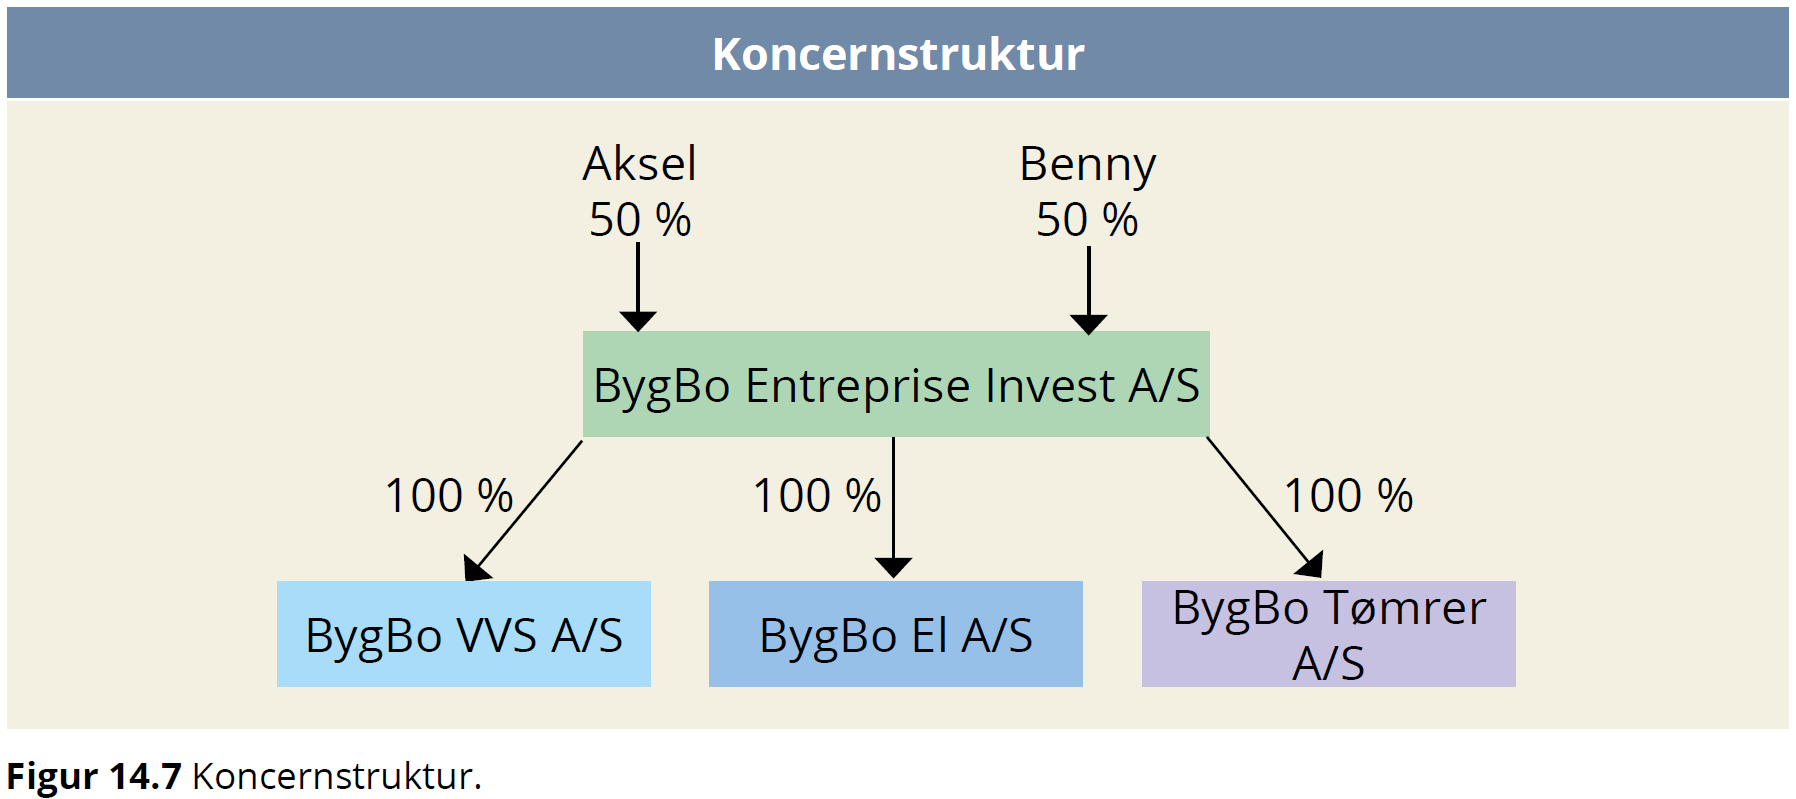 Koncernstruktur
Aksel
50 %
Benny
50 %
BygBo Entreprise Invest A/S
100 %
100 %
100 %
BygBo VVS A/S
BygBo El A/S
BygBo Tømrer
A/S
Figur 14.7 Koncernstruktur.